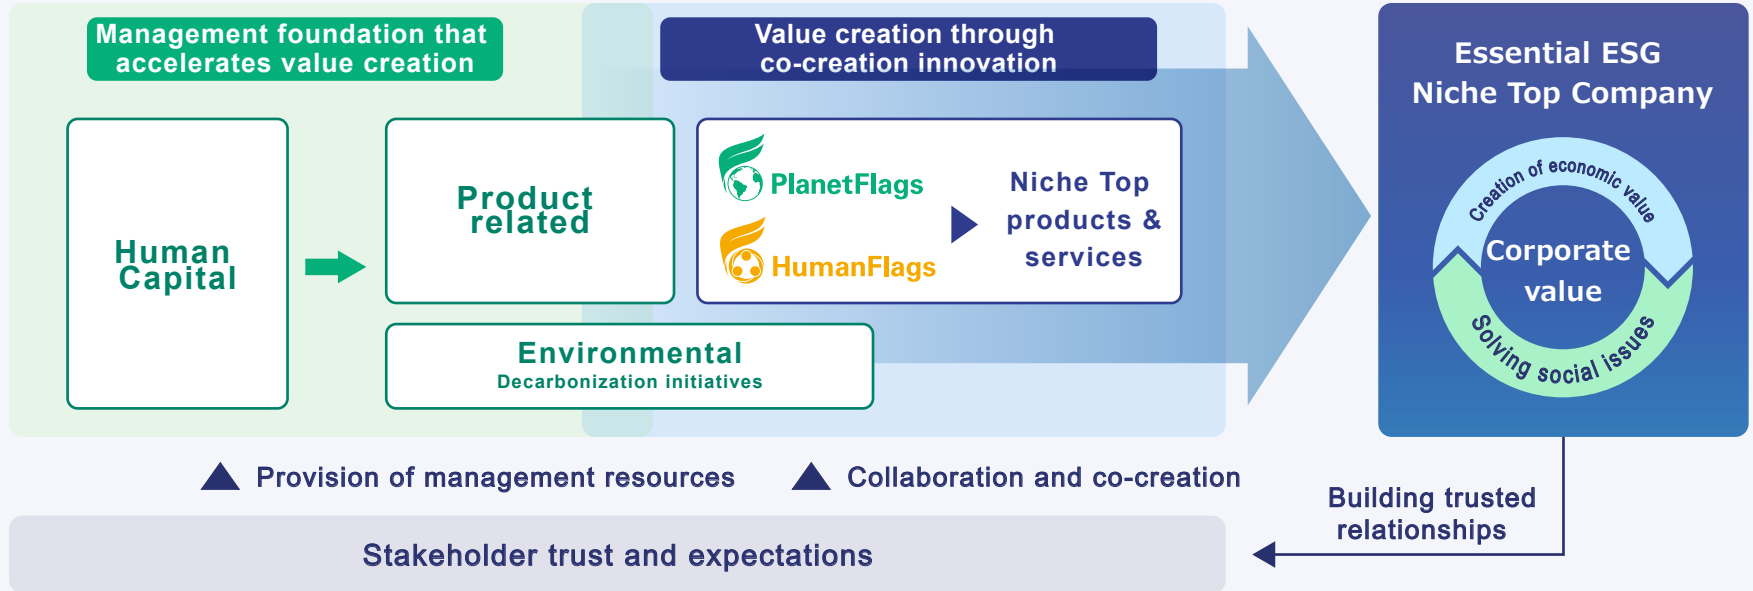 Management foundation that
accelerates value creation
Value creation through
co-creation innovation
Human
Capital
Product
related
Environmental
Decarbonization initiatives
PlanetFlags
HumanFlags
Niche Top
products &
services
Essential ESG
Niche Top Company
Creation of economic value
Corporate
value
Solving social issues
Provision of management resources
Collaboration and co-creation
Building trusted
relationships
Stakeholder trust and expectations